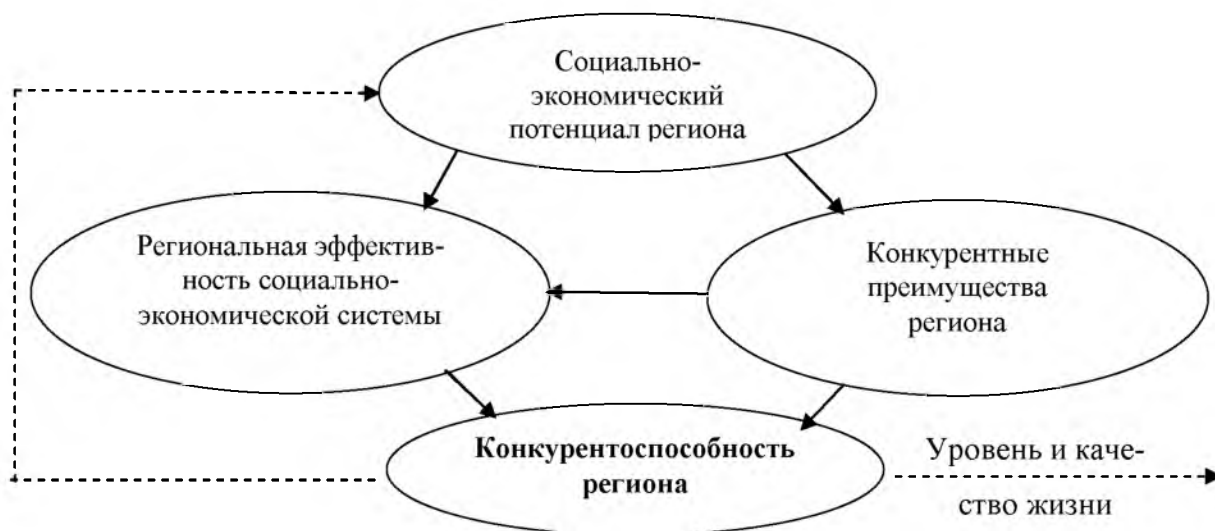 Социально-
экономический
потенциал региона
Региональная эффектив-
ность социально-
экономической системы
Конкурентные
преимущества
региона
Конкурентоспособность
региона
Уровень и каче-
ство жизни